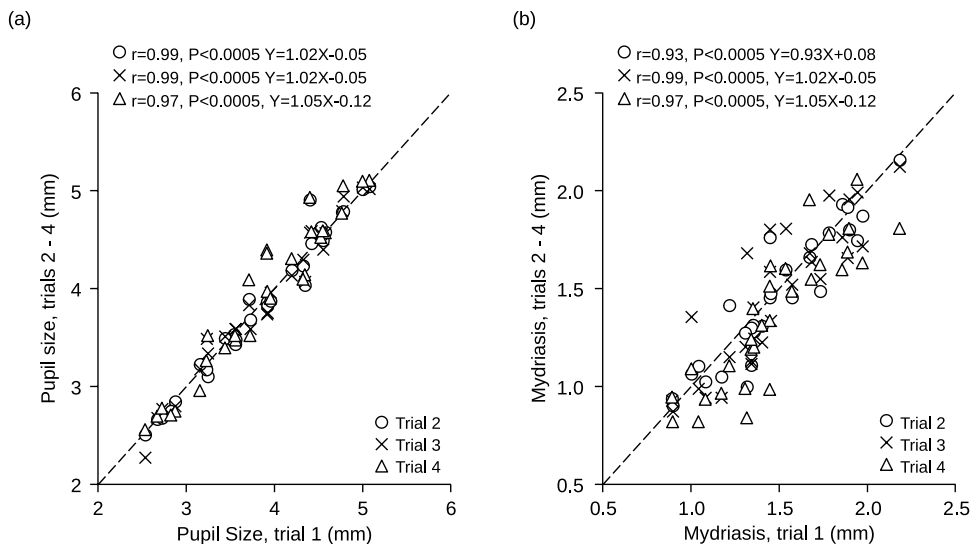 (a)
r=0.99, P<0.0005 Y=1.02X-0.05
r=0.99, P<0.0005 Y=1.02X-0.05
r=0.97, P<0.0005, Y=1.05X-0.12
6
5
4
3
2
Pupil size, trials 2 - 4 (mm)
Trial 2
Trial 3
Trial 4
2
3
4
5
6
Pupil Size, trial 1 (mm)
(b)
r=0.93, P<0.0005 Y=0.93X+0.08
r=0.99, P<0.0005, Y=1.02X-0.05
r=0.97, P<0.0005, Y=1.05X-0.12
2.5
2.0
1.5
1.0
0.5
Mydriasis, trials 2 - 4 (mm)
Trial 2
Trial 3
Trial 4
0.5
1.0
1.5
2.0
2.5
Mydriasis, trial 1 (mm)